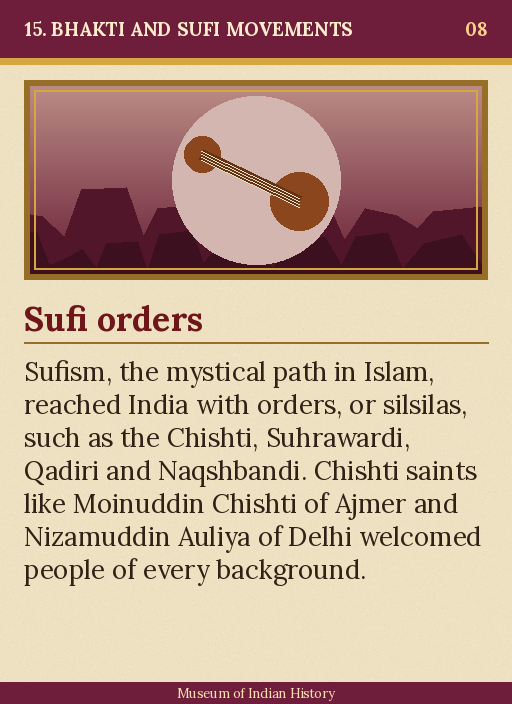 15. BHAKTI AND SUFI MOVEMENTS
08
Sufi orders
Sufism, the mystical path in Islam,
reached India with orders, or silsilas,
such as the Chishti, Suhrawardi,
Qadiri and Naqshbandi. Chishti saints
like Moinuddin Chishti of Ajmer and
Nizamuddin Auliya of Delhi welcomed
people of every background.
Museum of Indian History